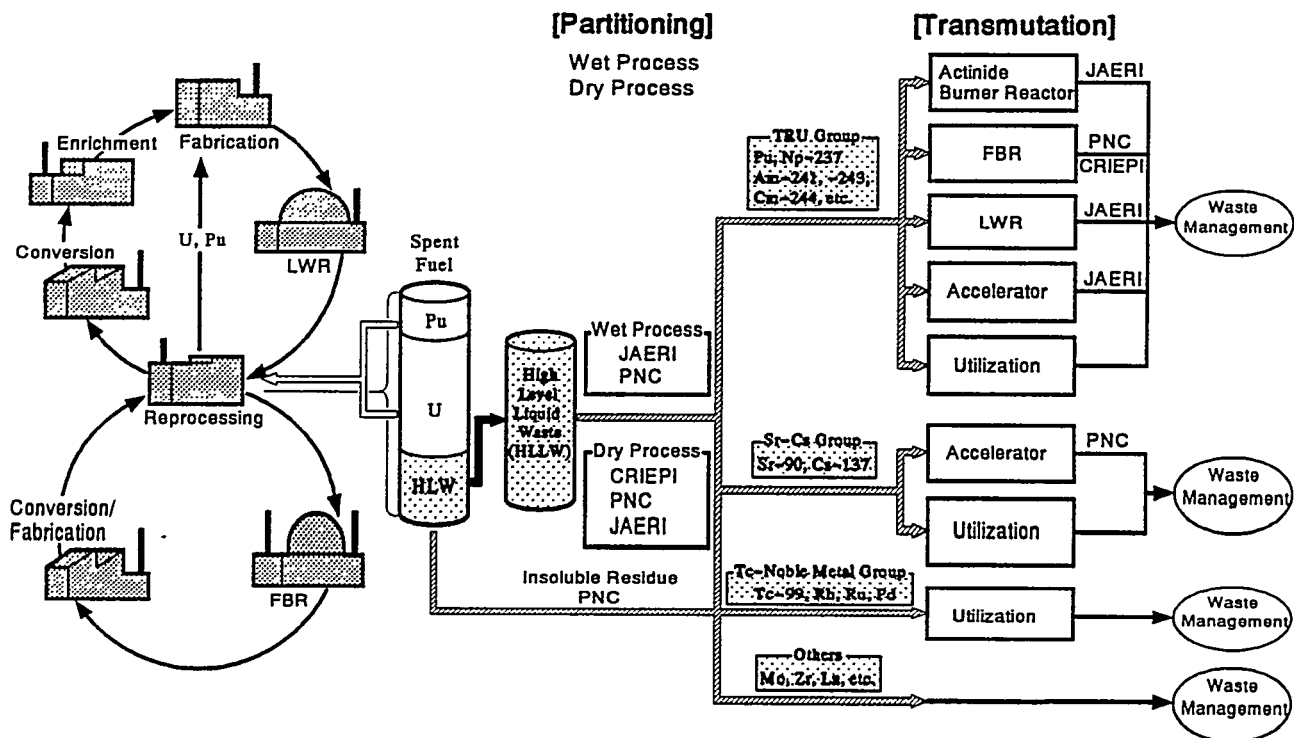 [Partitioning]
Wet Process
Dry Process
[Transmutation]
Enrichment
Fabrication
Conversion
U, Pu
LWR
Reprocessing
Conversion/
Fabrication
FBR
Spent
Fuel
Pu
U
HLW
High
Level
Liquid
Waste
(HLLW)
Wet Process
JAERI
PNC
Dry Process
CRIEPI
PNC
JAERI
Insoluble Residue
PNC
TRU Group
Pu, Np-237
Am-241, -243,
Cm-244, etc.
Actinide
Burner Reactor
JAERI
FBR
PNC
CRIEPI
LWR
JAERI
Accelerator
JAERI
Utilization
Waste
Management
Sr-Cs Group
Sr-90, Cs-137
Accelerator
PNC
Utilization
Waste
Management
Tc-Noble Metal Group
Tc-99, Rh, Ru, Pd
Utilization
Waste
Management
Others
Mo, Zr, La, etc.
Waste
Management